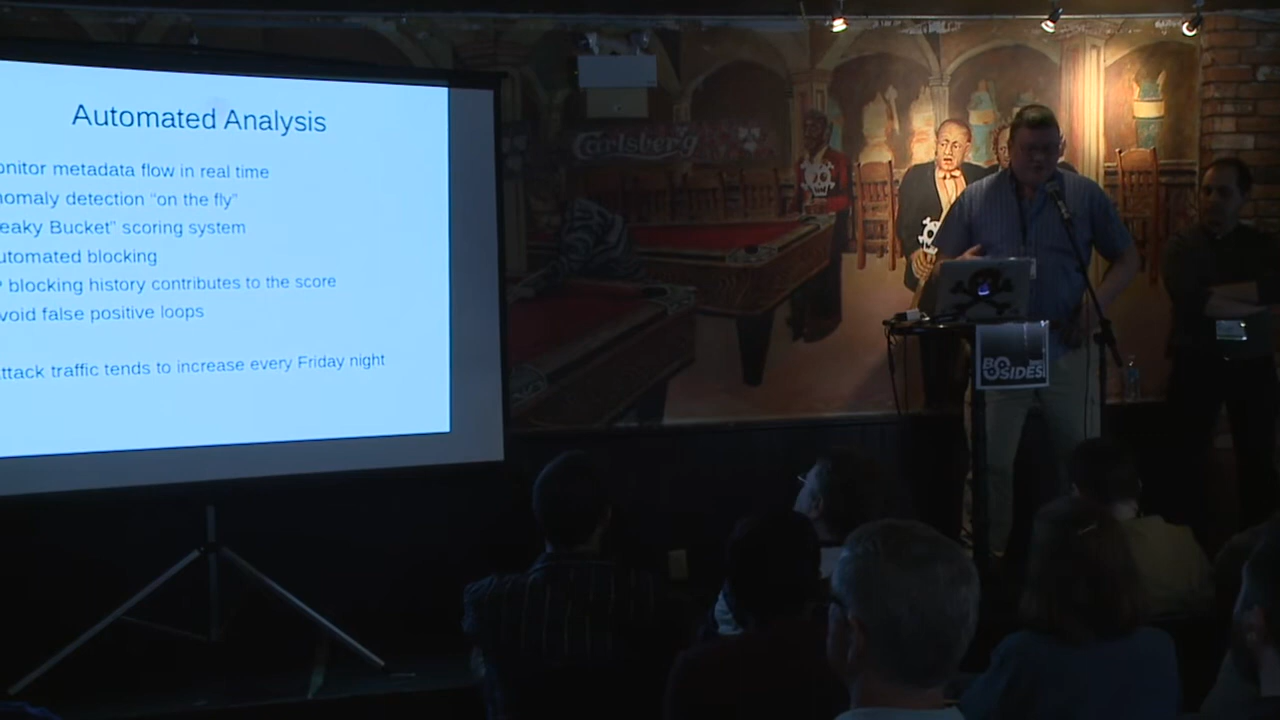 Automated Analysis
onitor metadata flow in real time
nomaly detection "on the fly"
eaky Bucket" scoring system
utomated blocking
blocking history contributes to the score
void false positive loops
ttack traffic tends to increase every Friday night
Carlsberg
BSIDES